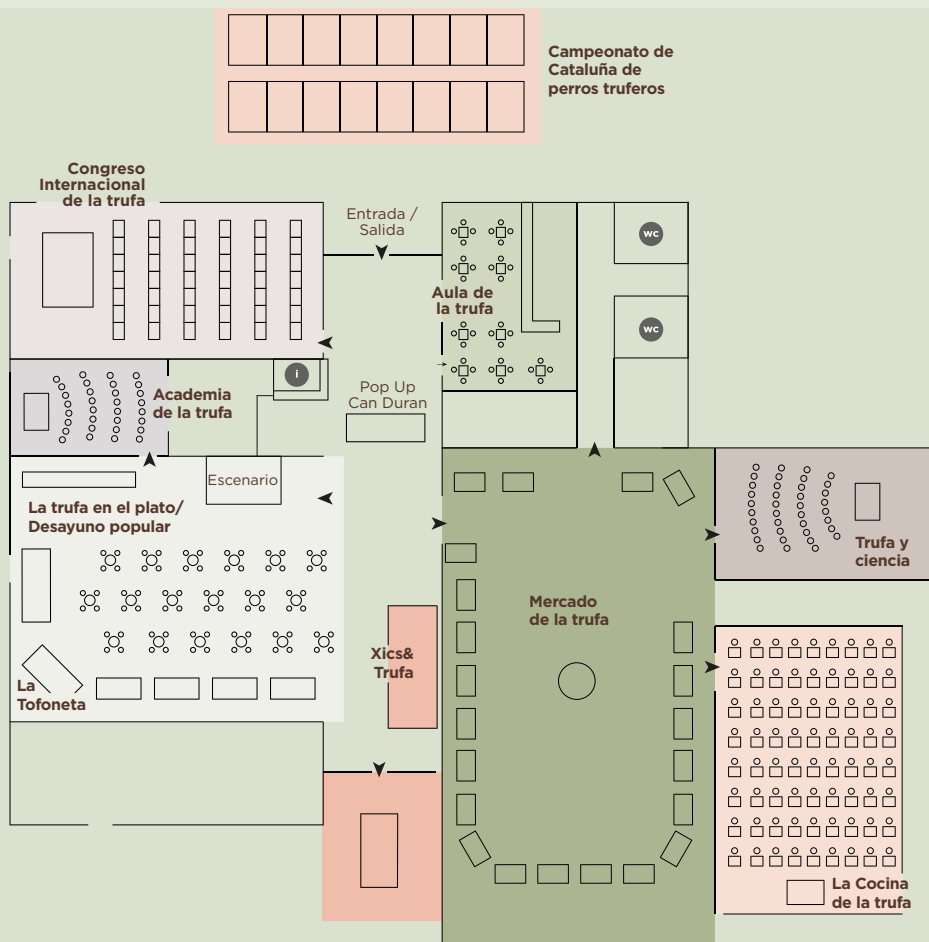 Campeonato de
Cataluña de
perros truferos
Congreso
Internacional
de la trufa
Entrada /
Salida
wc
Aula de
la trufa
wc
i
Pop Up
Can Duran
Academia
de la trufa
Escenario
La trufa en el plato/
Desayuno popular
Trufa y
ciencia
Mercado
de la trufa
Xics&
Trufa
La
Tofoneta
La Cocina
de la trufa